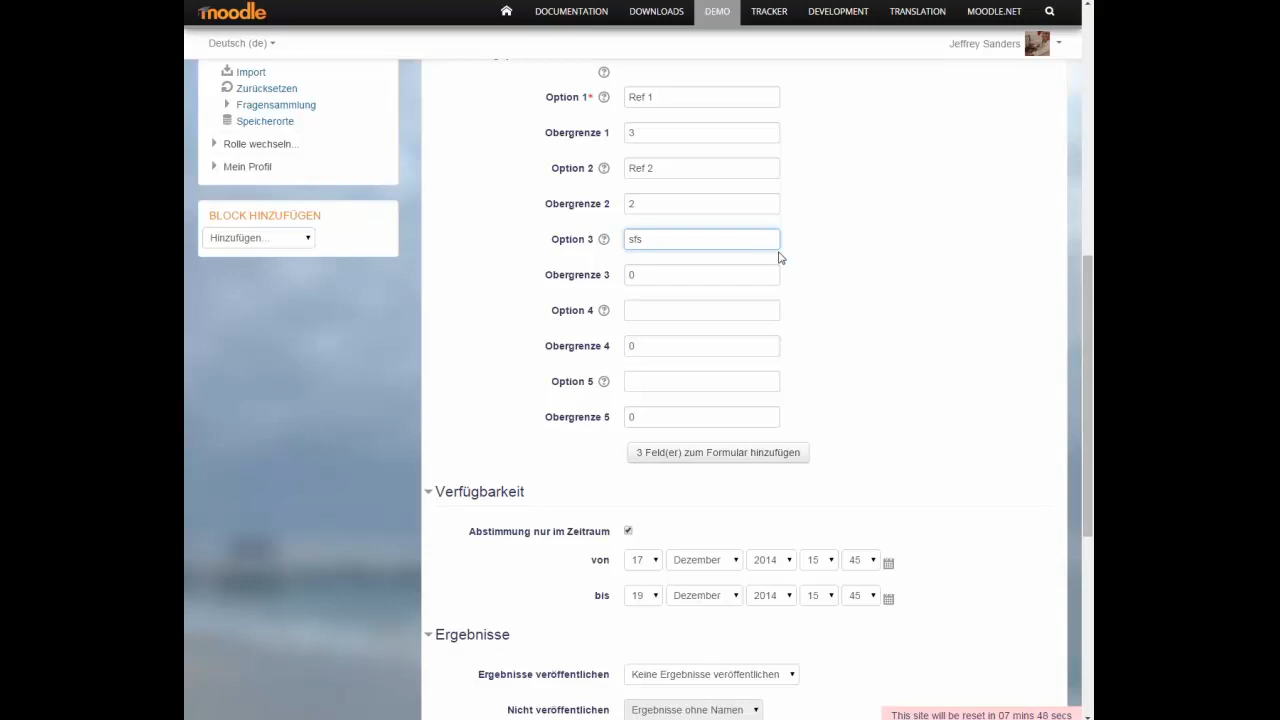 moodle
DOCUMENTATION DOWNLOADS DEMO TRACKER DEVELOPMENT TRANSLATION MOODLE.NET
Deutsch (de)
Jeffrey Sanders
Import
Zurücksetzen
Fragensammlung
Speicherorte
Rolle wechseln...
Mein Profil
BLOCK HINZUFÜGEN
Hinzufügen...
Option 1* Ref 1
Obergrenze 1 3
Option 2 Ref 2
Obergrenze 2 2
Option 3 sfs
Obergrenze 3 0
Option 4
Obergrenze 4 0
Option 5
Obergrenze 5 0
3 Feld(er) zum Formular hinzufügen
Verfügbarkeit
Abstimmung nur im Zeitraum
von 17 Dezember 2014 15 45
bis 19 Dezember 2014 15 45
Ergebnisse
Ergebnisse veröffentlichen Keine Ergebnisse veröffentlichen
Nicht veröffentlichen Ergebnisse ohne Namen
This site will be reset in 07 mins 48 secs